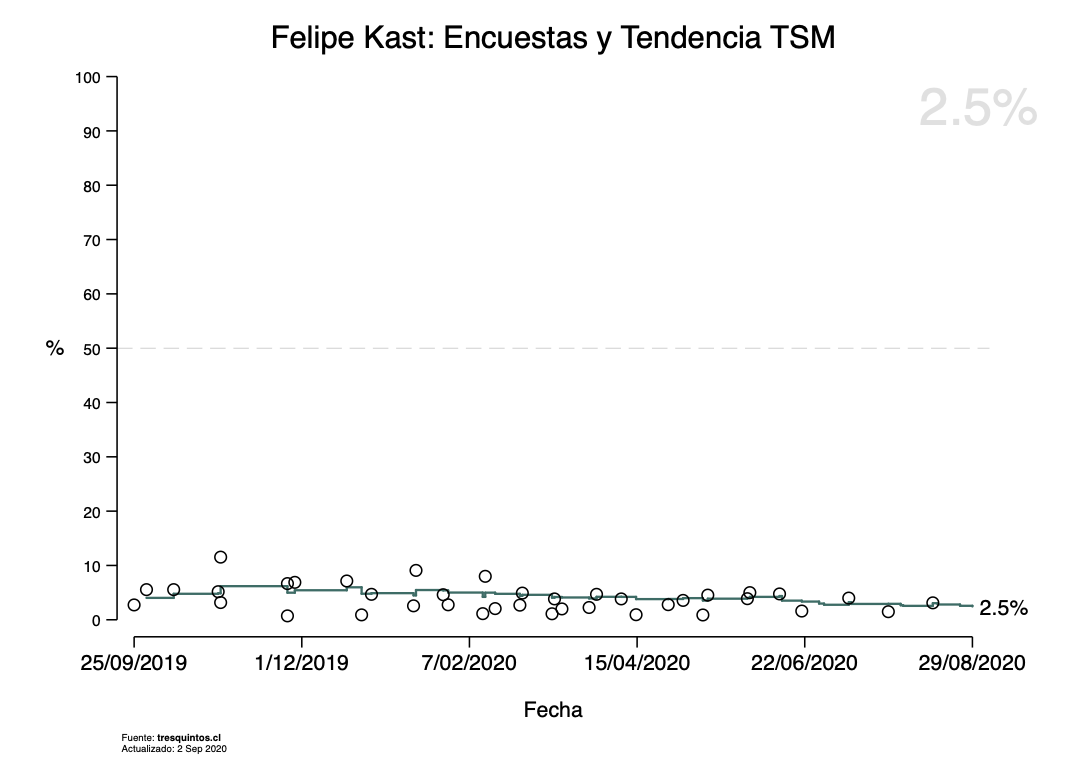 Felipe Kast: Encuestas y Tendencia TSM
2.5%
100
90
80
70
60
%
50
40
30
20
10
0
2.5%
25/09/2019 1/12/2019 7/02/2020 15/04/2020 22/06/2020 29/08/2020
Fecha
Fuente: tresquintos.cl
Actualizado: 2 Sep 2020